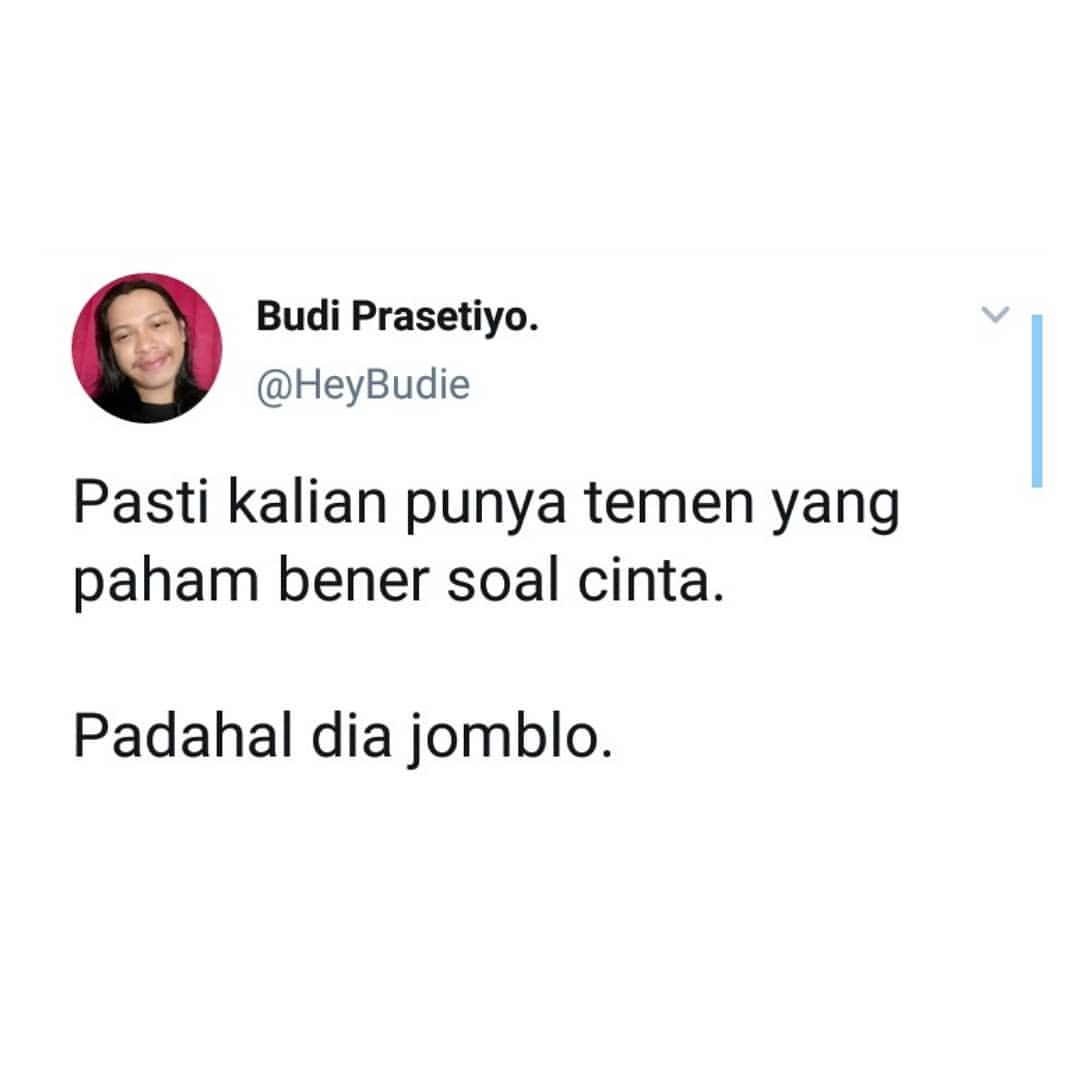 Budi Prasetiyo.
@HeyBudie
Pasti kalian punya temen yang
paham bener soal cinta.
Padahal dia jomblo.